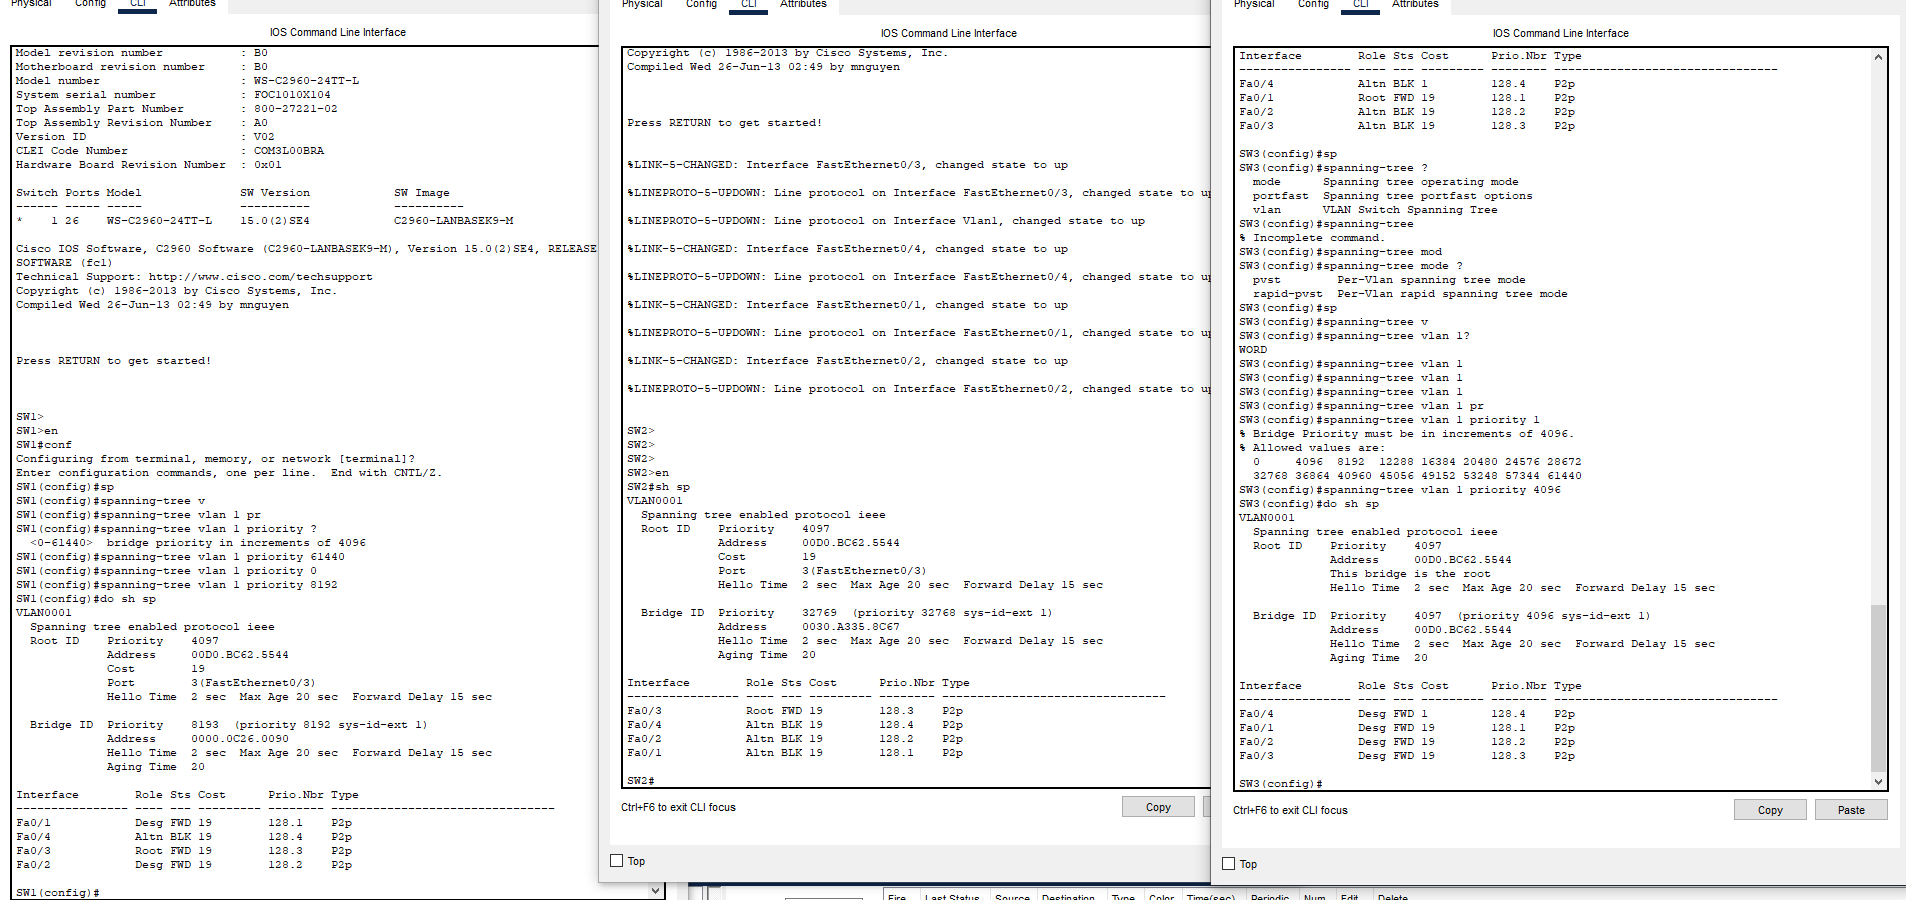 Physical Config CLI Attributes
IOS Command Line Interface
Model revision number : B0
Motherboard revision number : B0
Model number : WS-C2960-24TT-L
System serial number : FOC1010X104
Top Assembly Part Number : 800-27221-02
Top Assembly Revision Number : A0
Version ID : V02
CLEI Code Number : COM3L00BRA
Hardware Board Revision Number : 0x01
Switch Ports Model SW Version SW Image
------ ----- ----- ---------- ----------
* 1 26 WS-C2960-24TT-L 15.0(2)SE4 C2960-LANBASEK9-M
Cisco IOS Software, C2960 Software (C2960-LANBASEK9-M), Version 15.0(2)SE4, RELEASE
SOFTWARE (fc1)
Technical Support: http://www.cisco.com/techsupport
Copyright (c) 1986-2013 by Cisco Systems, Inc.
Compiled Wed 26-Jun-13 02:49 by mnguyen
Press RETURN to get started!
SW1>
SW1>en
SW1#conf
Configuring from terminal, memory, or network [terminal]?
Enter configuration commands, one per line. End with CNTL/Z.
SW1(config)#sp
SW1(config)#spanning-tree v
SW1(config)#spanning-tree vlan 1 pr
SW1(config)#spanning-tree vlan 1 priority ?
<0-61440> bridge priority in increments of 4096
SW1(config)#spanning-tree vlan 1 priority 61440
SW1(config)#spanning-tree vlan 1 priority 0
SW1(config)#spanning-tree vlan 1 priority 8192
SW1(config)#do sh sp
VLAN0001
Spanning tree enabled protocol ieee
Root ID Priority 4097
Address 00D0.BC62.5544
Cost 19
Port 3(FastEthernet0/3)
Hello Time 2 sec Max Age 20 sec Forward Delay 15 sec
Bridge ID Priority 8193 (priority 8192 sys-id-ext 1)
Address 0000.0C26.0090
Hello Time 2 sec Max Age 20 sec Forward Delay 15 sec
Aging Time 20
Interface Role Sts Cost Prio.Nbr Type
---------------- ---- --- --------- -------- --------------------------------
Fa0/1 Desg FWD 19 128.1 P2p
Fa0/4 Altn BLK 19 128.4 P2p
Fa0/3 Root FWD 19 128.3 P2p
Fa0/2 Desg FWD 19 128.2 P2p
SW1(config)#
Physical Config CLI Attributes
IOS Command Line Interface
Copyright (c) 1986-2013 by Cisco Systems, Inc.
Compiled Wed 26-Jun-13 02:49 by mnguyen
Press RETURN to get started!
%LINK-5-CHANGED: Interface FastEthernet0/3, changed state to up
%LINEPROTO-5-UPDOWN: Line protocol on Interface FastEthernet0/3, changed state to up
%LINEPROTO-5-UPDOWN: Line protocol on Interface Vlan1, changed state to up
%LINK-5-CHANGED: Interface FastEthernet0/4, changed state to up
%LINEPROTO-5-UPDOWN: Line protocol on Interface FastEthernet0/4, changed state to up
%LINK-5-CHANGED: Interface FastEthernet0/1, changed state to up
%LINEPROTO-5-UPDOWN: Line protocol on Interface FastEthernet0/1, changed state to up
%LINK-5-CHANGED: Interface FastEthernet0/2, changed state to up
%LINEPROTO-5-UPDOWN: Line protocol on Interface FastEthernet0/2, changed state to up
SW2>
SW2>
SW2>
SW2>en
SW2#sh sp
VLAN0001
Spanning tree enabled protocol ieee
Root ID Priority 4097
Address 00D0.BC62.5544
Cost 19
Port 3(FastEthernet0/3)
Hello Time 2 sec Max Age 20 sec Forward Delay 15 sec
Bridge ID Priority 32769 (priority 32768 sys-id-ext 1)
Address 0030.A335.8C67
Hello Time 2 sec Max Age 20 sec Forward Delay 15 sec
Aging Time 20
Interface Role Sts Cost Prio.Nbr Type
---------------- ---- --- --------- -------- --------------------------------
Fa0/3 Root FWD 19 128.3 P2p
Fa0/4 Altn BLK 19 128.4 P2p
Fa0/2 Altn BLK 19 128.2 P2p
Fa0/1 Altn BLK 19 128.1 P2p
SW2#
Ctrl+F6 to exit CLI focus
Copy
Top
Physical Config CLI Attributes
IOS Command Line Interface
Interface Role Sts Cost Prio.Nbr Type
---------------- ---- --- --------- -------- --------------------------------
Fa0/4 Altn BLK 1 128.4 P2p
Fa0/1 Root FWD 19 128.1 P2p
Fa0/2 Altn BLK 19 128.2 P2p
Fa0/3 Altn BLK 19 128.3 P2p
SW3(config)#sp
SW3(config)#spanning-tree ?
mode Spanning tree operating mode
portfast Spanning tree portfast options
vlan VLAN Switch Spanning Tree
SW3(config)#spanning-tree
% Incomplete command.
SW3(config)#spanning-tree mod
SW3(config)#spanning-tree mode ?
pvst Per-Vlan spanning tree mode
rapid-pvst Per-Vlan rapid spanning tree mode
SW3(config)#sp
SW3(config)#spanning-tree v
SW3(config)#spanning-tree vlan 1?
WORD
SW3(config)#spanning-tree vlan 1
SW3(config)#spanning-tree vlan 1
SW3(config)#spanning-tree vlan 1
SW3(config)#spanning-tree vlan 1 pr
SW3(config)#spanning-tree vlan 1 priority 1
% Bridge Priority must be in increments of 4096.
% Allowed values are:
0 4096 8192 12288 16384 20480 24576 28672
32768 36864 40960 45056 49152 53248 57344 61440
SW3(config)#spanning-tree vlan 1 priority 4096
SW3(config)#do sh sp
VLAN0001
Spanning tree enabled protocol ieee
Root ID Priority 4097
Address 00D0.BC62.5544
This bridge is the root
Hello Time 2 sec Max Age 20 sec Forward Delay 15 sec
Bridge ID Priority 4097 (priority 4096 sys-id-ext 1)
Address 00D0.BC62.5544
Hello Time 2 sec Max Age 20 sec Forward Delay 15 sec
Aging Time 20
Interface Role Sts Cost Prio.Nbr Type
---------------- ---- --- --------- -------- --------------------------------
Fa0/4 Desg FWD 1 128.4 P2p
Fa0/1 Desg FWD 19 128.1 P2p
Fa0/2 Desg FWD 19 128.2 P2p
Fa0/3 Desg FWD 19 128.3 P2p
SW3(config)#
Ctrl+F6 to exit CLI focus
Copy Paste
Top
Fire Last Status Source Destination Type Color Time(sec) Periodic Num Edit Delete